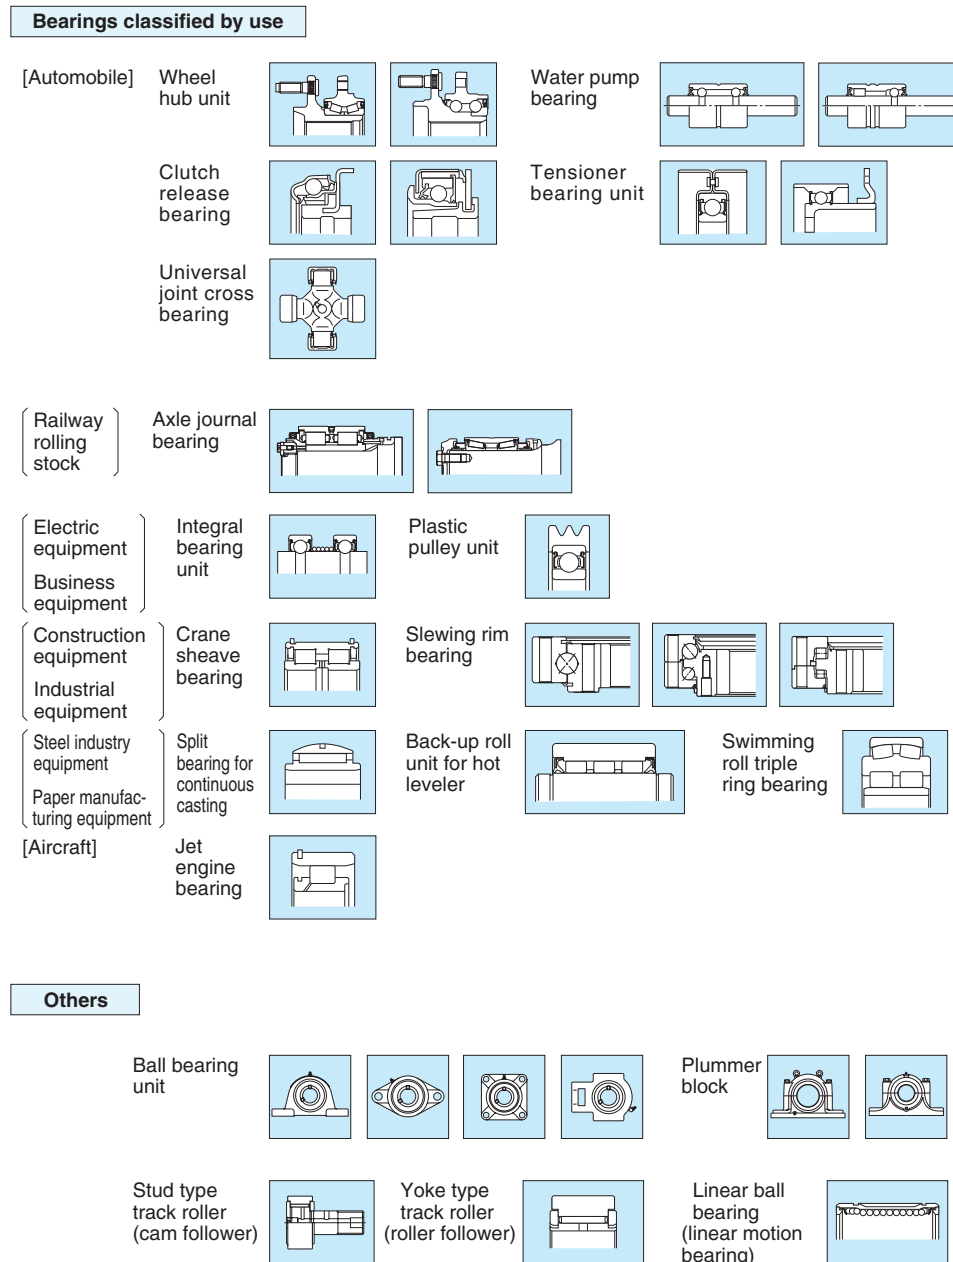 Bearings classified by use
[Automobile]
Wheel
hub unit
Water pump
bearing
Clutch
release
bearing
Tensioner
bearing unit
Universal
joint cross
bearing
Railway
rolling
stock
Axle journal
bearing
Electric
equipment
Business
equipment
Integral
bearing
unit
Plastic
pulley unit
Construction
equipment
Industrial
equipment
Crane
sheave
bearing
Slewing rim
bearing
Steel industry
equipment
Paper manufac-
turing equipment
Split
bearing for
continuous
casting
Back-up roll
unit for hot
leveler
Swimming
roll triple
ring bearing
[Aircraft]
Jet
engine
bearing
Others
Ball bearing
unit
Plummer
block
Stud type
track roller
(cam follower)
Yoke type
track roller
(roller follower)
Linear ball
bearing
(linear motion
bearing)